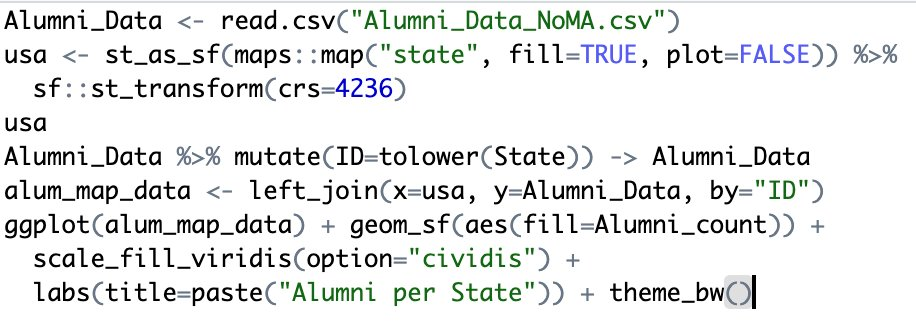 Alumni_Data <- read.csv("Alumni_Data_NoMA.csv")
usa <- st_as_sf(maps::map("state", fill=TRUE, plot=FALSE)) %>%
  sf::st_transform(crs=4236)
usa
Alumni_Data %>% mutate(ID=tolower(State)) -> Alumni_Data
alum_map_data <- left_join(x=usa, y=Alumni_Data, by="ID")
ggplot(alum_map_data) + geom_sf(aes(fill=Alumni_count)) +
  scale_fill_viridis(option="cividis") +
  labs(title=paste("Alumni per State")) + theme_bw()